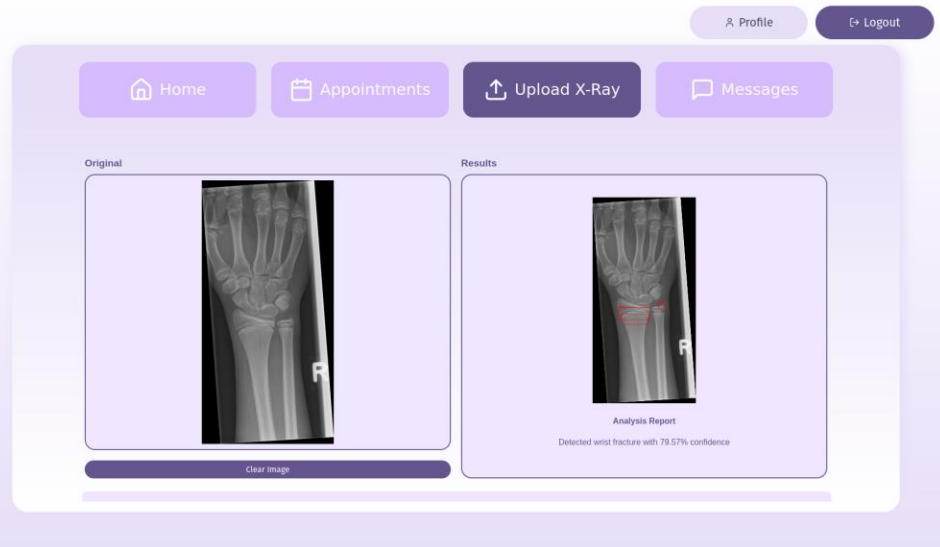 Profile
Logout
Home
Appointments
Upload X-Ray
Messages
Original
Results
R
R
Analysis Report
Detected wrist fracture with 79.57% confidence
Clear Image